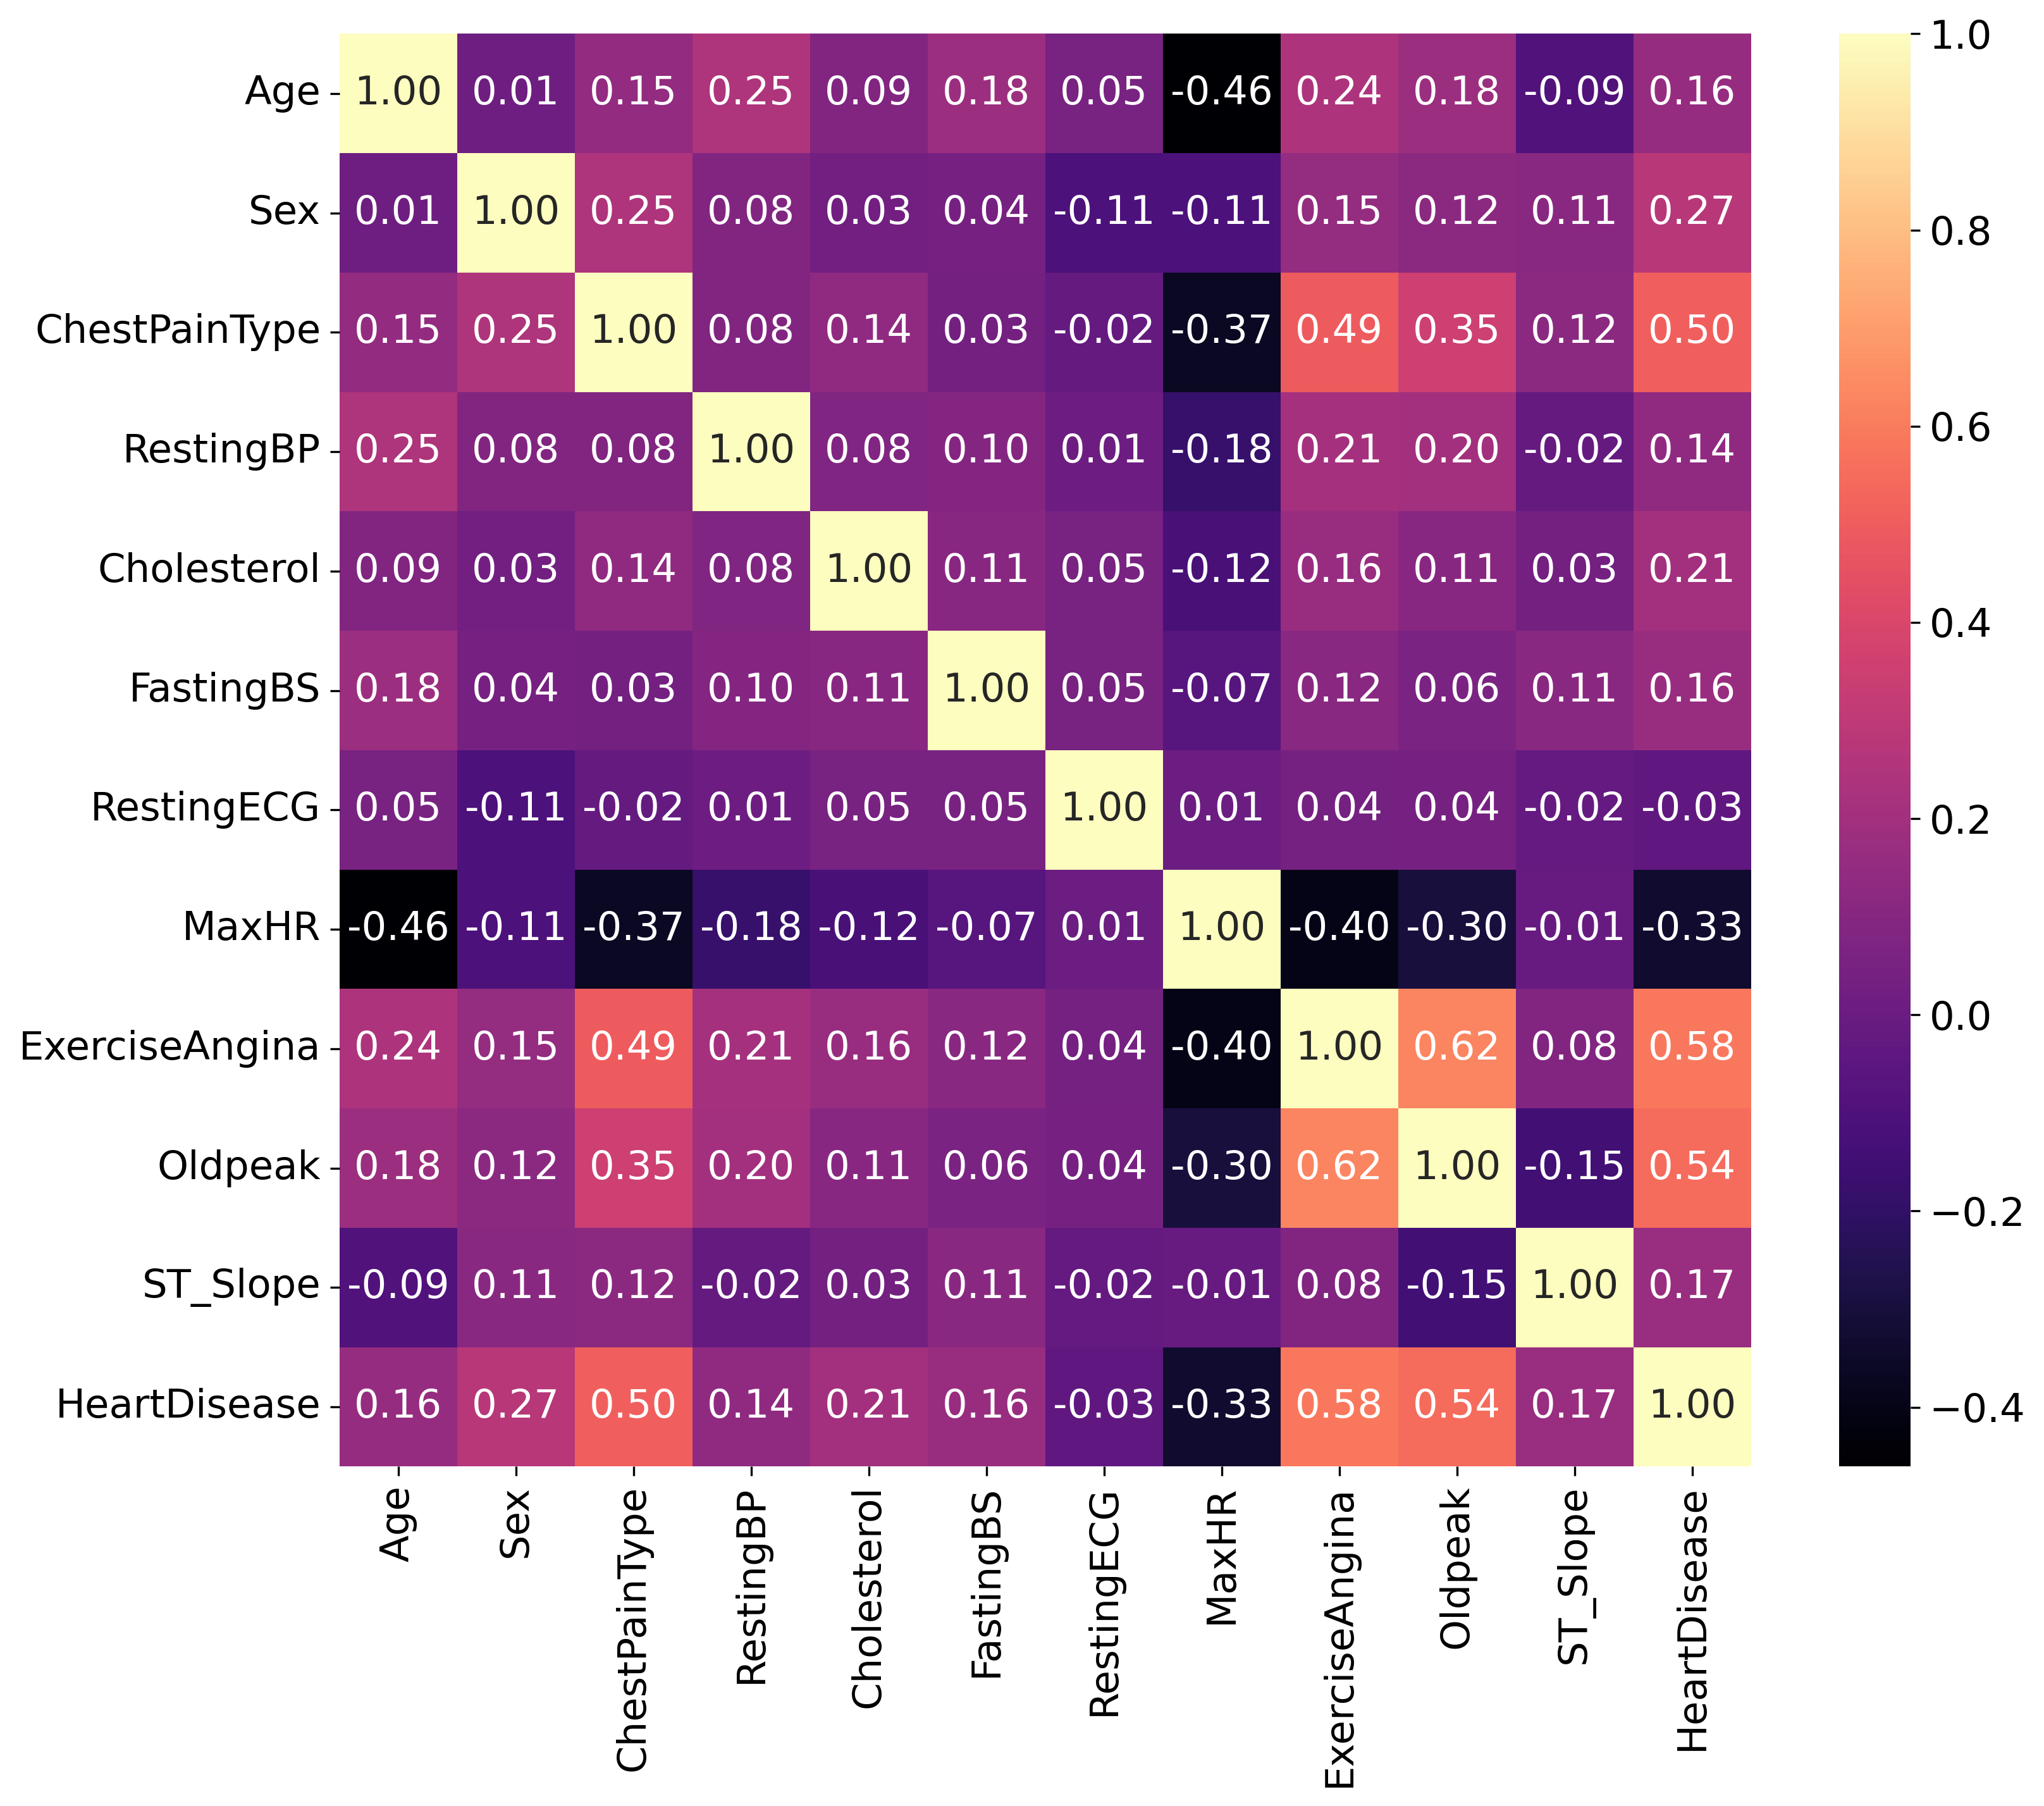 Age 1.00 0.01 0.15 0.25 0.09 0.18 0.05 -0.46 0.24 0.18 -0.09 0.16
Sex 0.01 1.00 0.25 0.08 0.03 0.04 -0.11 -0.11 0.15 0.12 0.11 0.27
ChestPainType 0.15 0.25 1.00 0.08 0.14 0.03 -0.02 -0.37 0.49 0.35 0.12 0.50
RestingBP 0.25 0.08 0.08 1.00 0.08 0.10 0.01 -0.18 0.21 0.20 -0.02 0.14
Cholesterol 0.09 0.03 0.14 0.08 1.00 0.11 0.05 -0.12 0.16 0.11 0.03 0.21
FastingBS 0.18 0.04 0.03 0.10 0.11 1.00 0.05 -0.07 0.12 0.06 0.11 0.16
RestingECG 0.05 -0.11 -0.02 0.01 0.05 0.05 1.00 0.01 0.04 0.04 -0.02 -0.03
MaxHR -0.46 -0.11 -0.37 -0.18 -0.12 -0.07 0.01 1.00 -0.40 -0.30 -0.01 -0.33
ExerciseAngina 0.24 0.15 0.49 0.21 0.16 0.12 0.04 -0.40 1.00 0.62 0.08 0.58
Oldpeak 0.18 0.12 0.35 0.20 0.11 0.06 0.04 -0.30 0.62 1.00 -0.15 0.54
ST_Slope -0.09 0.11 0.12 -0.02 0.03 0.11 -0.02 -0.01 0.08 -0.15 1.00 0.17
HeartDisease 0.16 0.27 0.50 0.14 0.21 0.16 -0.03 -0.33 0.58 0.54 0.17 1.00
Age Sex ChestPainType RestingBP Cholesterol FastingBS RestingECG MaxHR ExerciseAngina Oldpeak ST_Slope HeartDisease
1.0
0.8
0.6
0.4
0.2
0.0
−0.2
−0.4